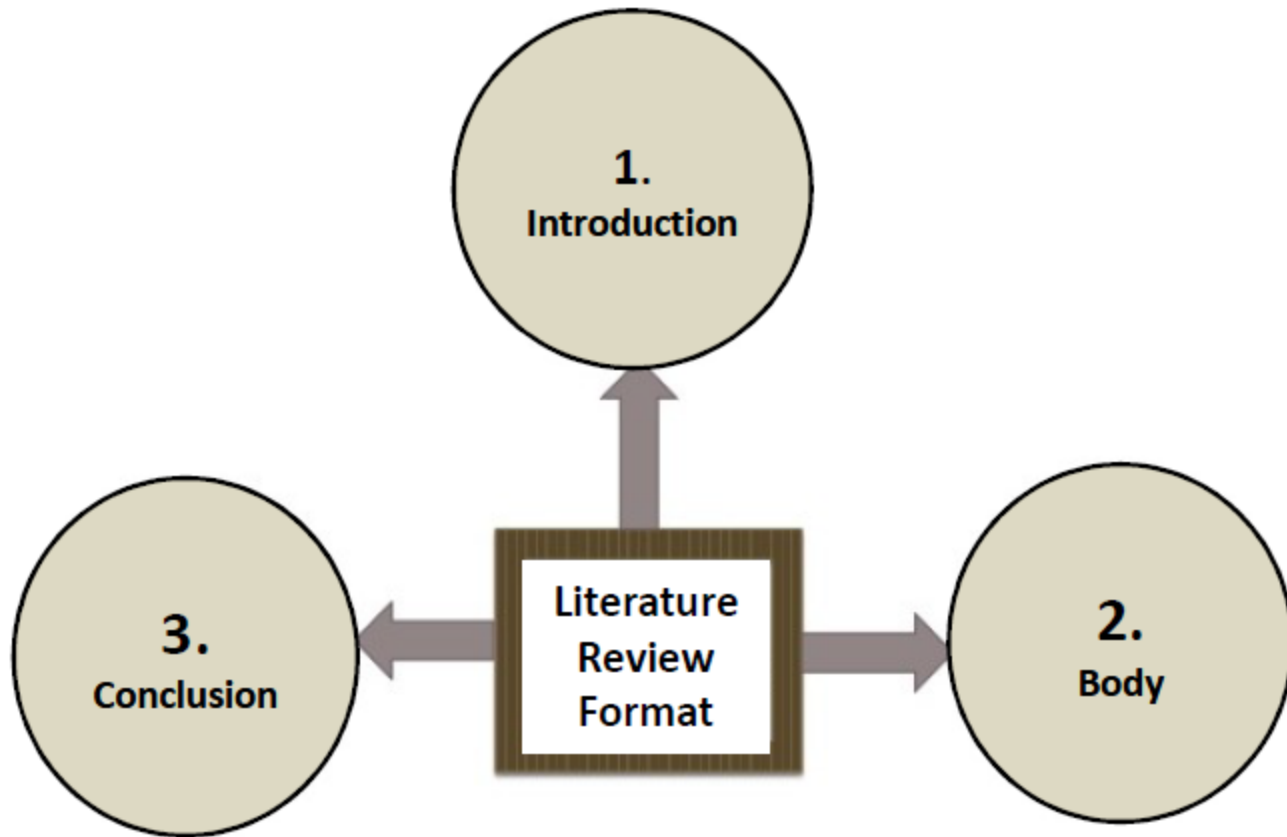 1.
Introduction
Literature
Review
Format
2.
Body
3.
Conclusion